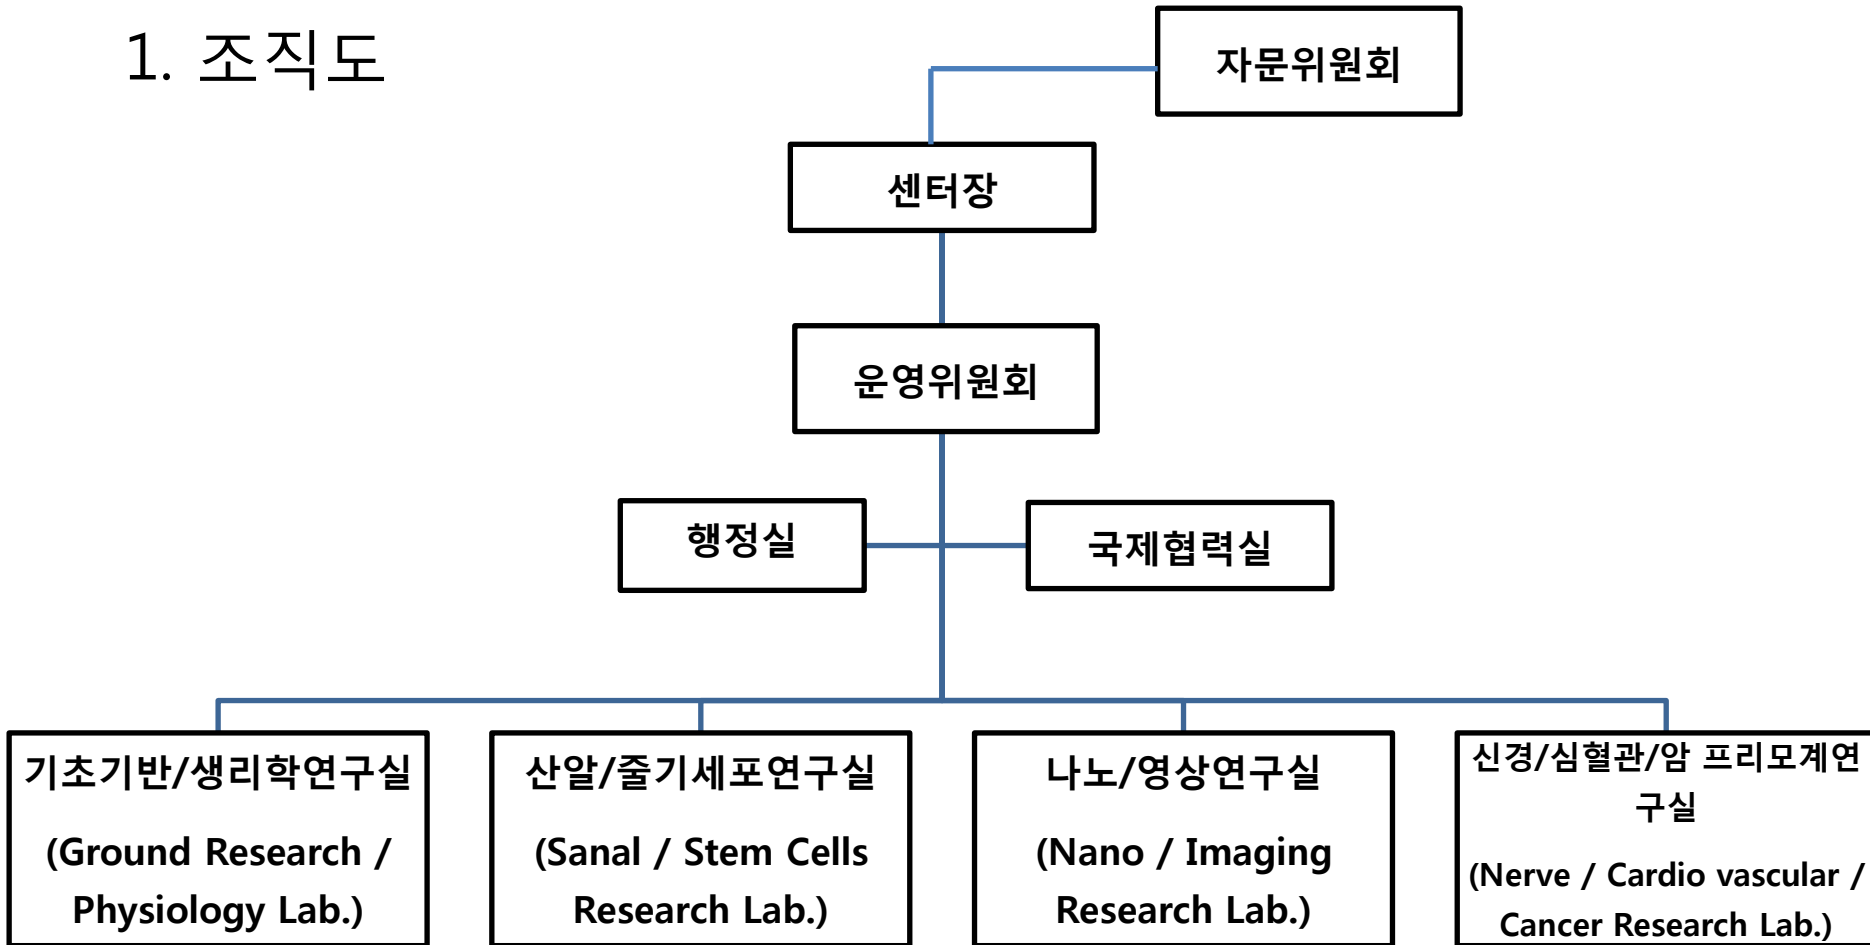 1. 조직도
자문위원회
센터장
운영위원회
행정실
국제협력실
기초기반/생리학연구실
(Ground Research /
Physiology Lab.)
산알/줄기세포연구실
(Sanal / Stem Cells
Research Lab.)
나노/영상연구실
(Nano / Imaging
Research Lab.)
신경/심혈관/암 프리모계연
구실
(Nerve / Cardio vascular /
Cancer Research Lab.)